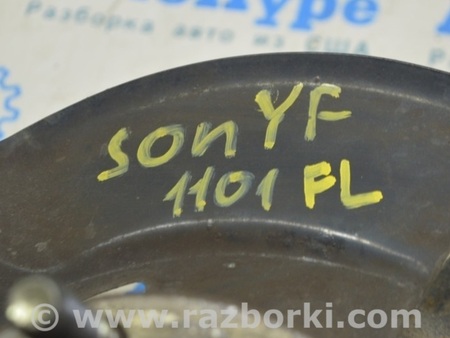 Разборка авто из США
son YF
1101 FL
© www.razborki.com